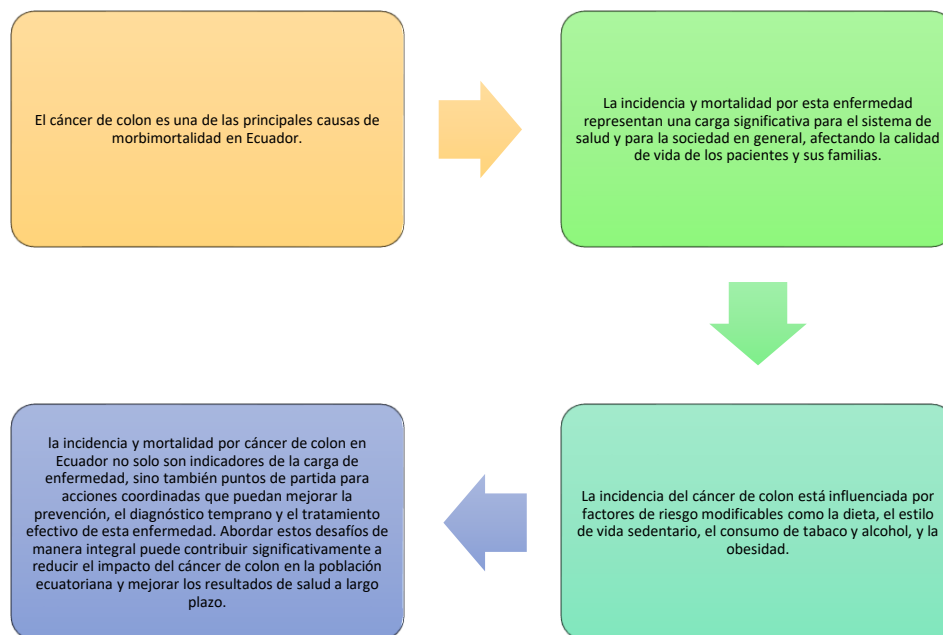 El cáncer de colon es una de las principales causas de
morbimortalidad en Ecuador.
La incidencia y mortalidad por esta enfermedad
representan una carga significativa para el sistema de
salud y para la sociedad en general, afectando la calidad
de vida de los pacientes y sus familias.
La incidencia del cáncer de colon está influenciada por
factores de riesgo modificables como la dieta, el estilo
de vida sedentario, el consumo de tabaco y alcohol, y la
obesidad.
la incidencia y mortalidad por cáncer de colon en
Ecuador no solo son indicadores de la carga de
enfermedad, sino también puntos de partida para
acciones coordinadas que puedan mejorar la
prevención, el diagnóstico temprano y el tratamiento
efectivo de esta enfermedad. Abordar estos desafíos de
manera integral puede contribuir significativamente a
reducir el impacto del cáncer de colon en la población
ecuatoriana y mejorar los resultados de salud a largo
plazo.